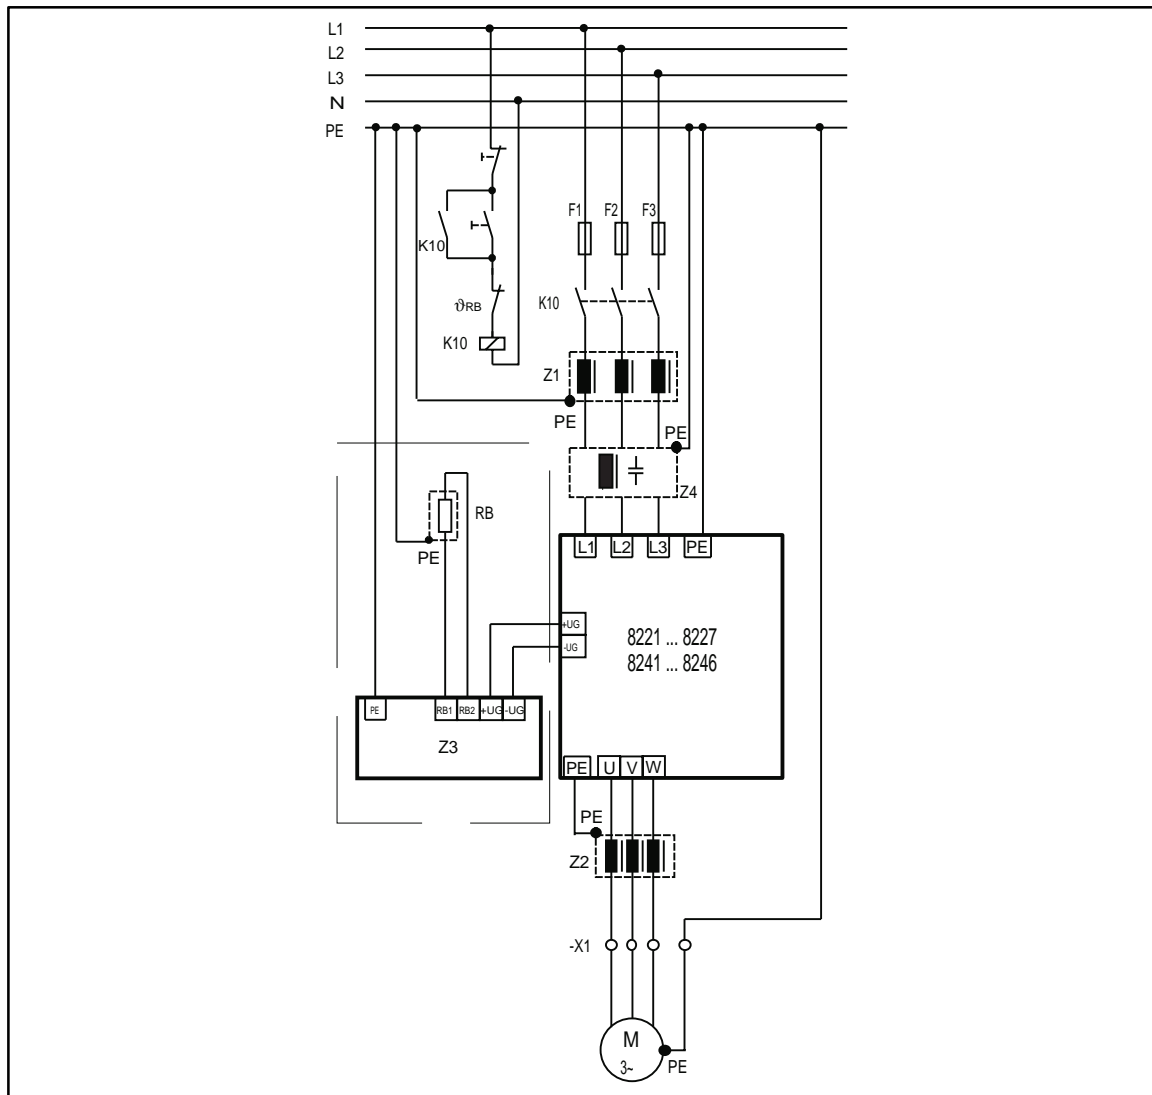 L1
L2
L3
N
PE
F1 F2 F3
K10
ϑRB
K10
K10
Z1
PE
PE
Z4
RB
PE
L1 L2 L3 PE
+UG
-UG
8221 ... 8227
8241 ... 8246
PE RB1 RB2 +UG -UG
Z3
PE U V W
PE
Z2
-X1
M
3~
PE